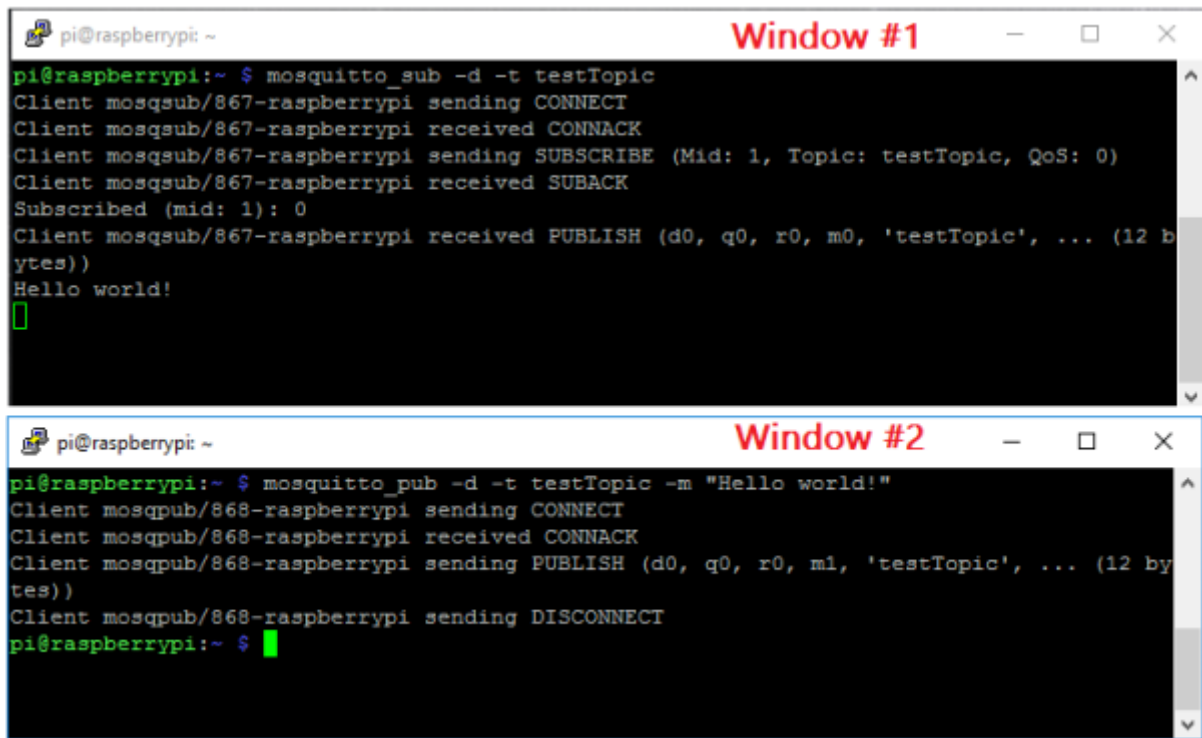 pi@raspberrypi: ~
Window #1
pi@raspberrypi:~ $ mosquitto_sub -d -t testTopic
Client mosqsub/867-raspberrypi sending CONNECT
Client mosqsub/867-raspberrypi received CONNACK
Client mosqsub/867-raspberrypi sending SUBSCRIBE (Mid: 1, Topic: testTopic, QoS: 0)
Client mosqsub/867-raspberrypi received SUBACK
Subscribed (mid: 1): 0
Client mosqsub/867-raspberrypi received PUBLISH (d0, q0, r0, m0, 'testTopic', ... (12 b
ytes))
Hello world!
pi@raspberrypi: ~
Window #2
pi@raspberrypi:~ $ mosquitto_pub -d -t testTopic -m "Hello world!"
Client mosqpub/868-raspberrypi sending CONNECT
Client mosqpub/868-raspberrypi received CONNACK
Client mosqpub/868-raspberrypi sending PUBLISH (d0, q0, r0, m1, 'testTopic', ... (12 by
tes))
Client mosqpub/868-raspberrypi sending DISCONNECT
pi@raspberrypi:~ $